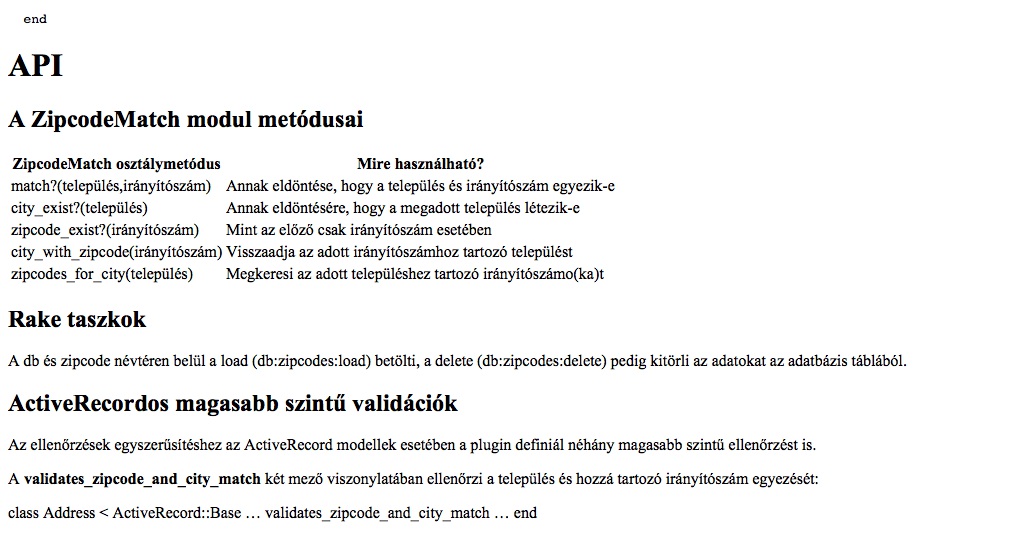 end
API
A ZipcodeMatch modul metódusai
ZipcodeMatch osztálymetódus Mire használható?
match?(település,irányítószám) Annak eldöntése, hogy a település és irányítószám egyezik-e
city_exist?(település) Annak eldöntésére, hogy a megadott település létezik-e
zipcode_exist?(irányítószám) Mint az előző csak irányítószám esetében
city_with_zipcode(irányítószám) Visszaadja az adott irányítószámhoz tartozó települést
zipcodes_for_city(település) Megkeresi az adott településhez tartozó irányítószámo(ka)t
Rake taszkok
A db és zipcode névtéren belül a load (db:zipcodes:load) betölti, a delete (db:zipcodes:delete) pedig kitörli az adatokat az adatbázis táblából.
ActiveRecordos magasabb szintű validációk
Az ellenőrzések egyszerűsítéshez az ActiveRecord modellek esetében a plugin definiál néhány magasabb szintű ellenőrzést is.
A validates_zipcode_and_city_match két mező viszonylatában ellenőrzi a település és hozzá tartozó irányítószám egyezését:
class Address < ActiveRecord::Base … validates_zipcode_and_city_match … end